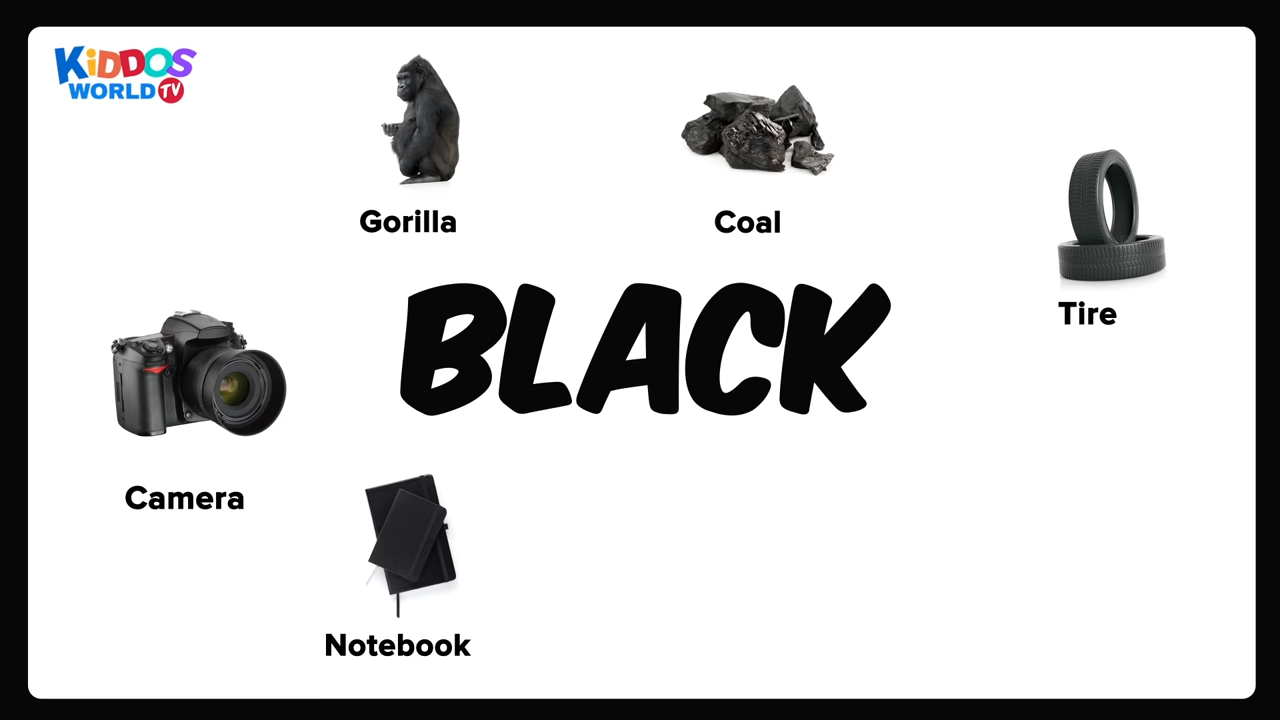 KiDDOS
WORLD TV
Gorilla
Coal
Tire
BLACK
Camera
Notebook